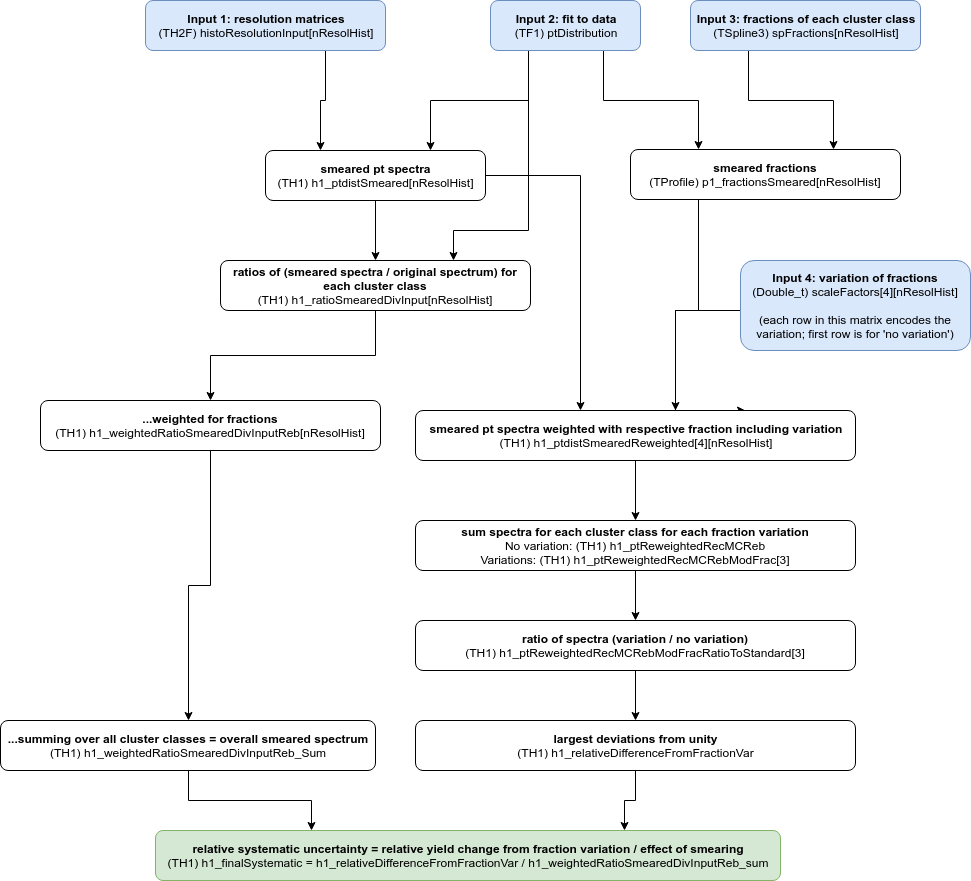 Input 1: resolution matrices
(TH2F) histoResolutionInput[nResolHist]
Input 2: fit to data
(TF1) ptDistribution
Input 3: fractions of each cluster class
(TSpline3) spFractions[nResolHist]
smeared pt spectra
(TH1) h1_ptdistSmeared[nResolHist]
smeared fractions
(TProfile) p1_fractionsSmeared[nResolHist]
ratios of (smeared spectra / original spectrum) for
each cluster class
(TH1) h1_ratioSmearedDivInput[nResolHist]
Input 4: variation of fractions
(Double_t) scaleFactors[4][nResolHist]
(each row in this matrix encodes the
variation; first row is for 'no variation')
...weighted for fractions
(TH1) h1_weightedRatioSmearedDivInputReb[nResolHist]
smeared pt spectra weighted with respective fraction including variation
(TH1) h1_ptdistSmearedReweighted[4][nResolHist]
sum spectra for each cluster class for each fraction variation
No variation: (TH1) h1_ptReweightedRecMCReb
Variations: (TH1) h1_ptReweightedRecMCRebModFrac[3]
ratio of spectra (variation / no variation)
(TH1) h1_ptReweightedRecMCRebModFracRatioToStandard[3]
...summing over all cluster classes = overall smeared spectrum
(TH1) h1_weightedRatioSmearedDivInputReb_Sum
largest deviations from unity
(TH1) h1_relativeDifferenceFromFractionVar
relative systematic uncertainty = relative yield change from fraction variation / effect of smearing
(TH1) h1_finalSystematic = h1_relativeDifferenceFromFractionVar / h1_weightedRatioSmearedDivInputReb_sum